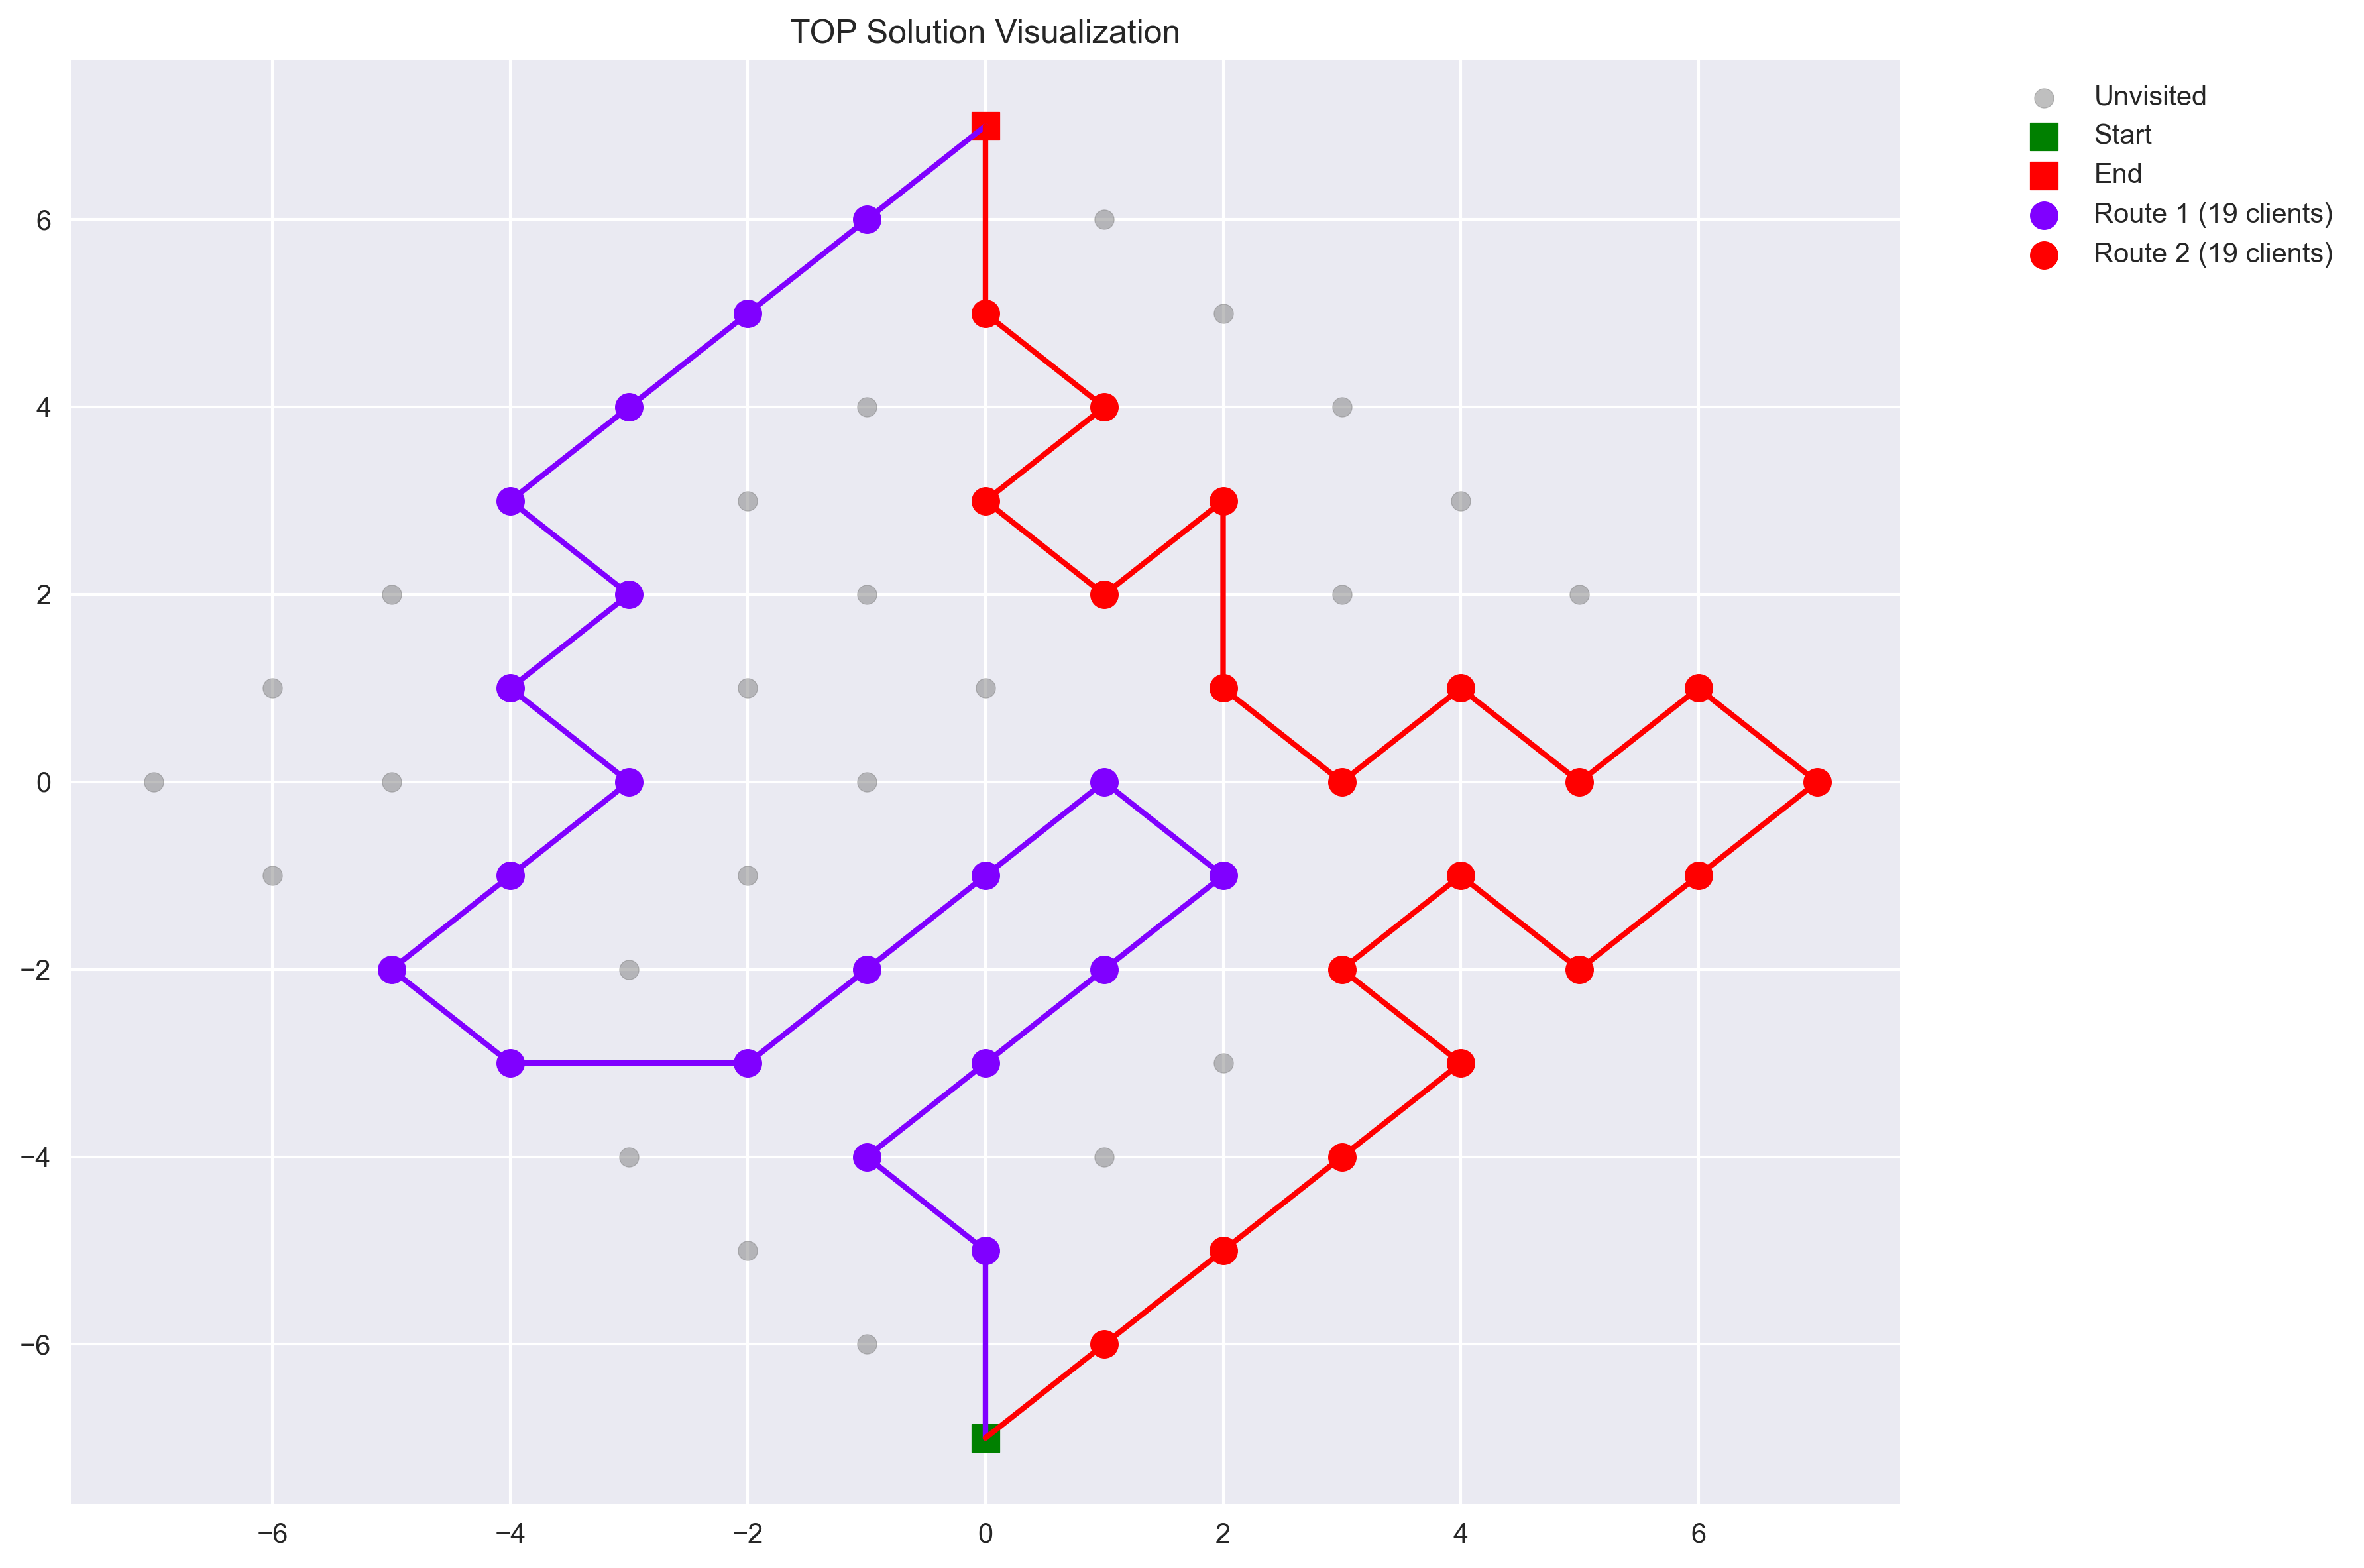 TOP Solution Visualization
Unvisited
Start
End
Route 1 (19 clients)
Route 2 (19 clients)
6
4
2
0
−2
−4
−6
−6 −4 −2 0 2 4 6